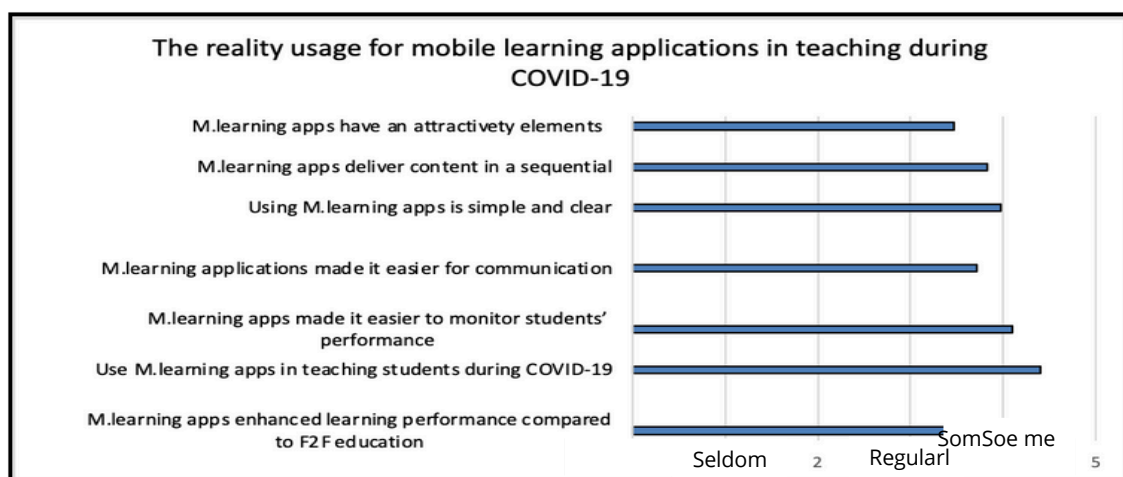 The reality usage for mobile learning applications in teaching during
COVID-19
M.learning apps have an attractivety elements
M.learning apps deliver content in a sequential
Using M.learning apps is simple and clear
M.learning applications made it easier for communication
M.learning apps made it easier to monitor students'
performance
Use M.learning apps in teaching students during COVID-19
M.learning apps enhanced learning performance compared
to F2F education
SomSoe me
Seldom 2 Regularl 5